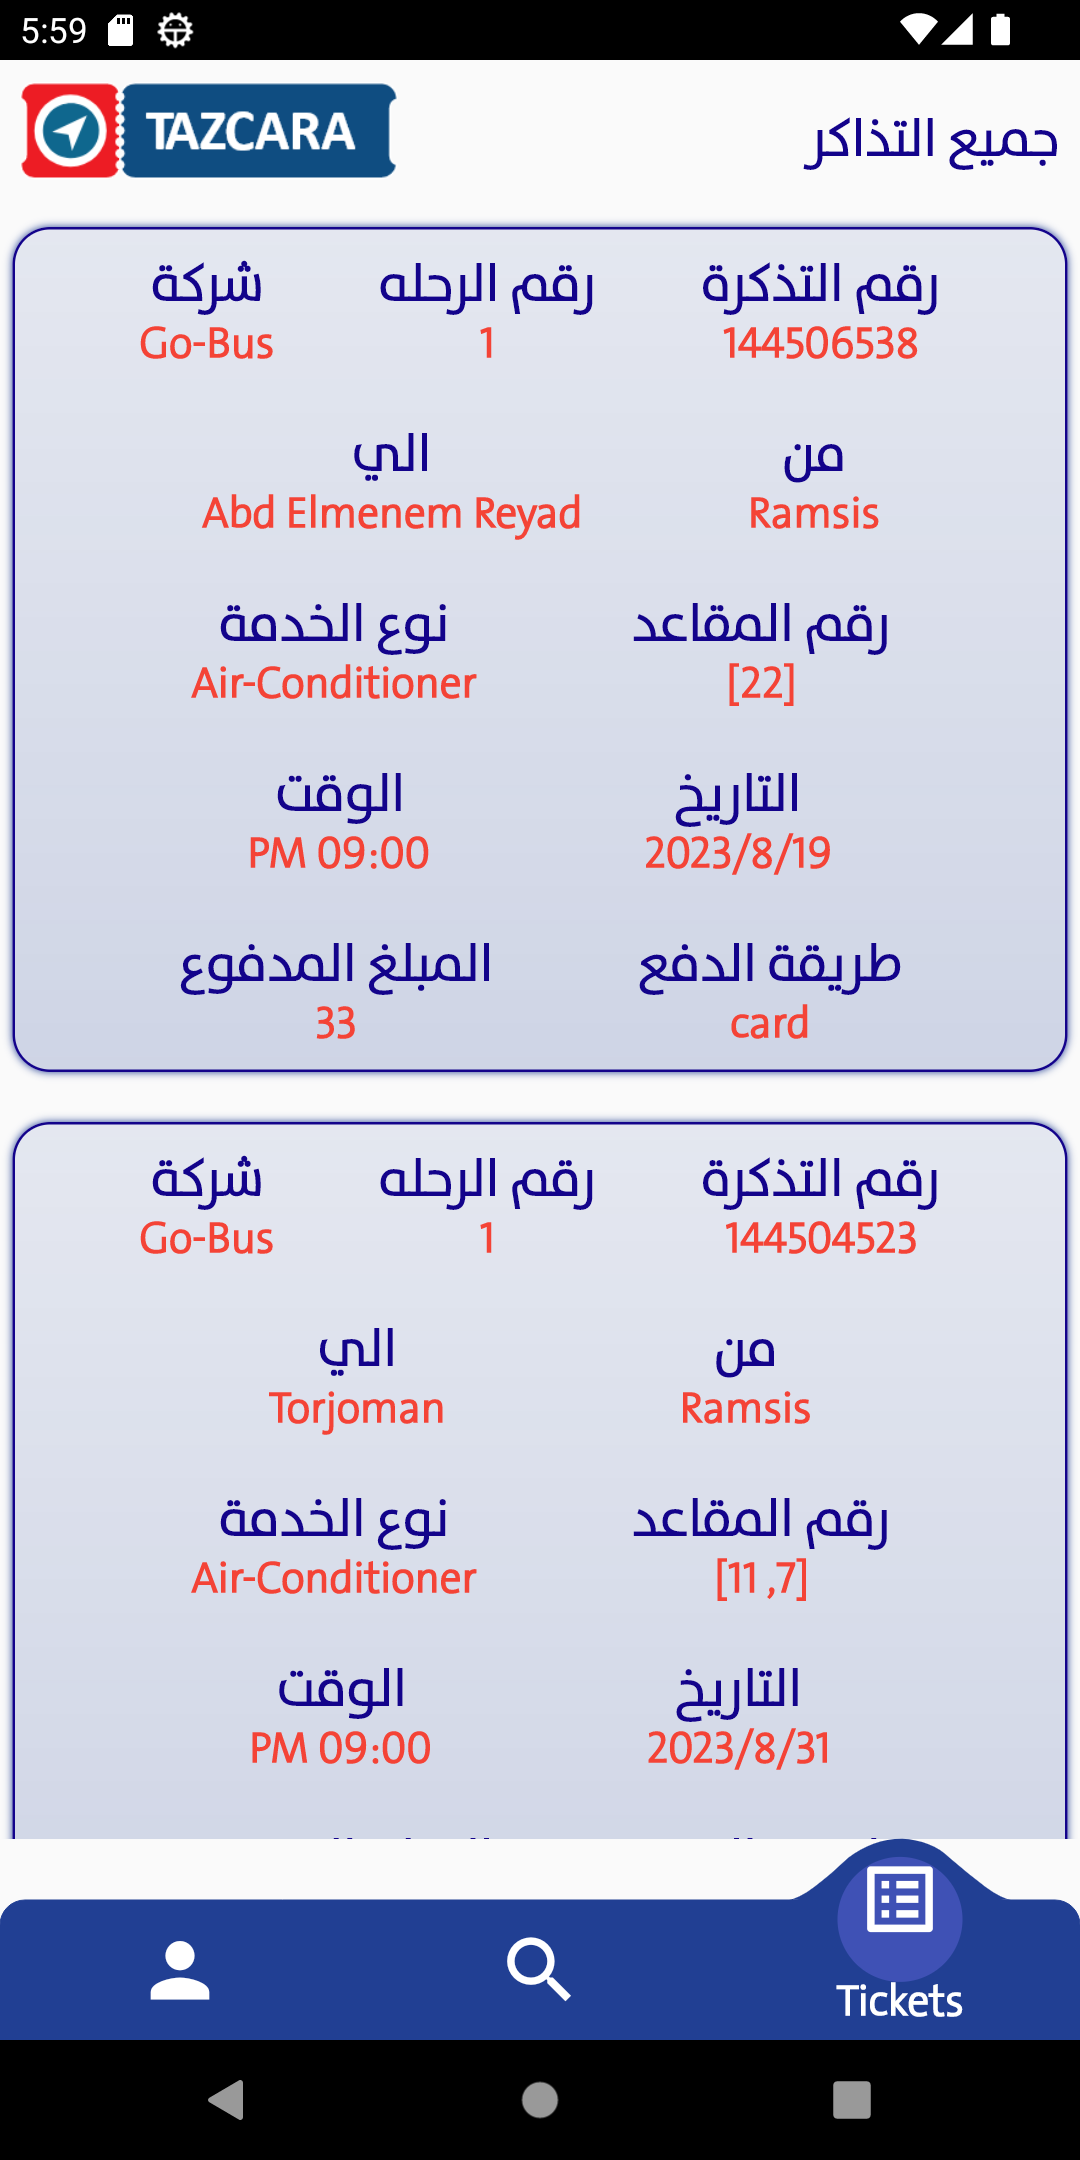 5:59
TAZCARA
جميع التذاكر
رقم التذكرة رقم الرحله شركة
144506538 1 Go-Bus
من الي
Ramsis Abd Elmenem Reyad
رقم المقاعد نوع الخدمة
[22] Air-Conditioner
التاريخ الوقت
2023/8/19 PM 09:00
طريقة الدفع المبلغ المدفوع
card 33
رقم التذكرة رقم الرحله شركة
144504523 1 Go-Bus
من الي
Ramsis Torjoman
رقم المقاعد نوع الخدمة
[11 ,7] Air-Conditioner
التاريخ الوقت
2023/8/31 PM 09:00
Tickets